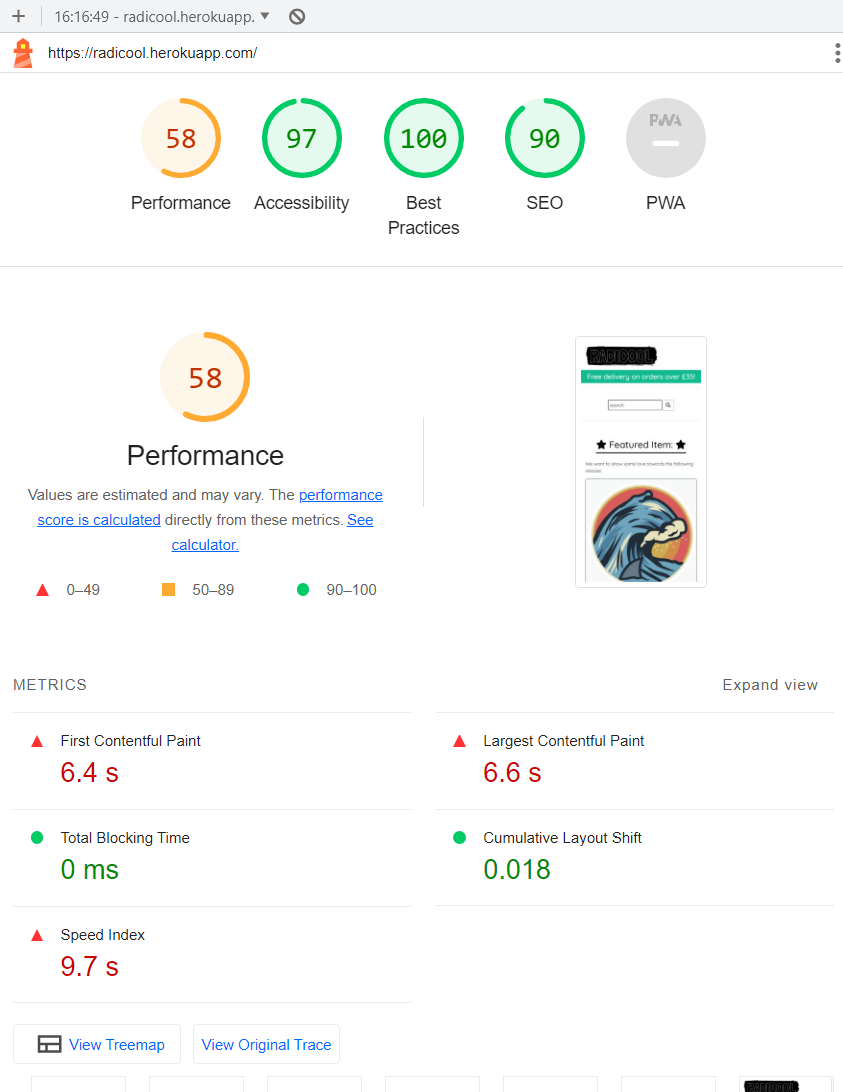 16:16:49 - radicool.herokuapp.
https://radicool.herokuapp.com/
58
97
100
90
PWA
Performance
Accessibility
Best
Practices
SEO
PWA
58
Performance
Values are estimated and may vary. The performance
score is calculated directly from these metrics. See
calculator.
0–49
50–89
90–100
RADICOOL
Free delivery on orders over £35!
search
Featured Item:
We want to show some love towards the following
release:
METRICS
Expand view
First Contentful Paint
6.4 s
Largest Contentful Paint
6.6 s
Total Blocking Time
0 ms
Cumulative Layout Shift
0.018
Speed Index
9.7 s
View Treemap
View Original Trace
RADICOOL